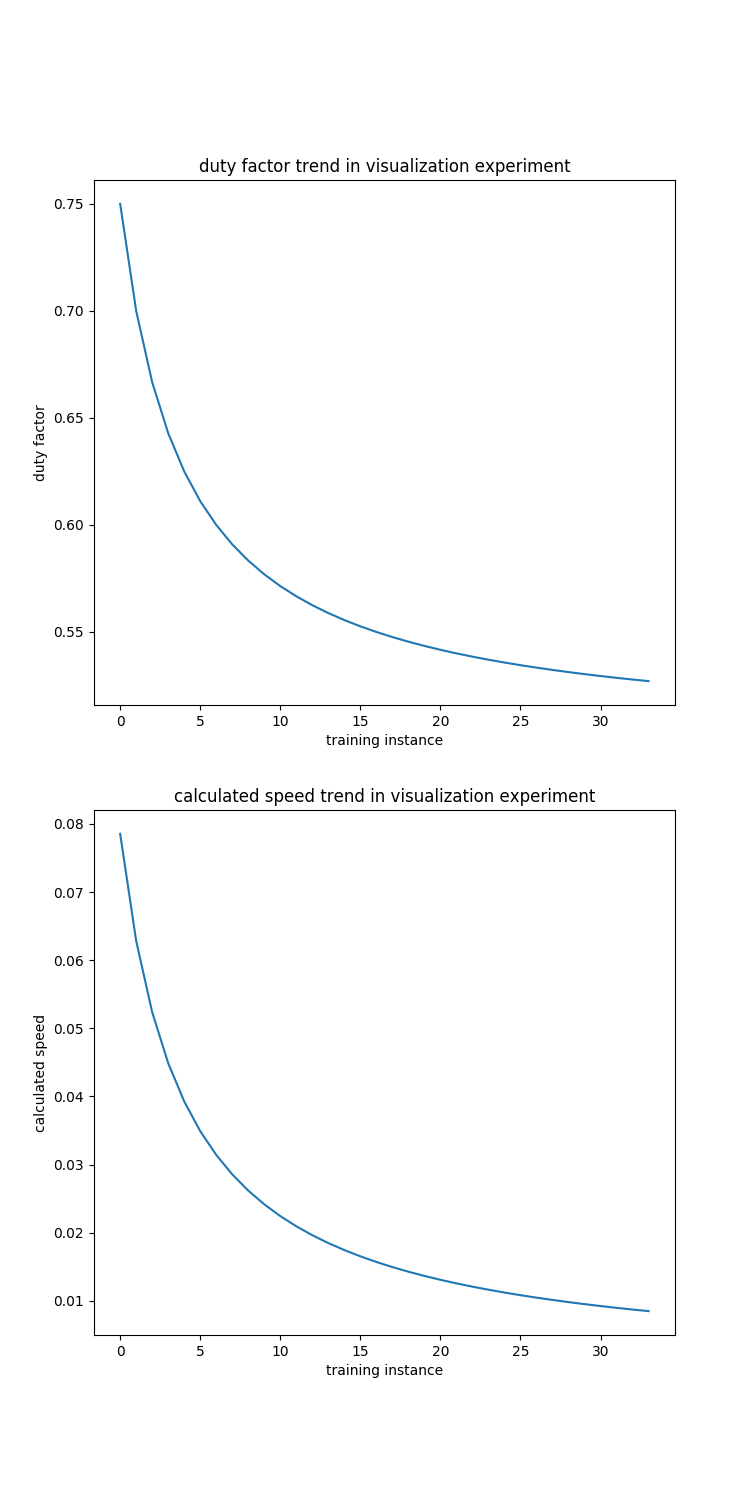 duty factor trend in visualization experiment
0.75
0.70
0.65
0.60
0.55
duty factor
0 5 10 15 20 25 30
training instance
calculated speed trend in visualization experiment
0.08
0.07
0.06
0.05
0.04
0.03
0.02
0.01
calculated speed
0 5 10 15 20 25 30
training instance